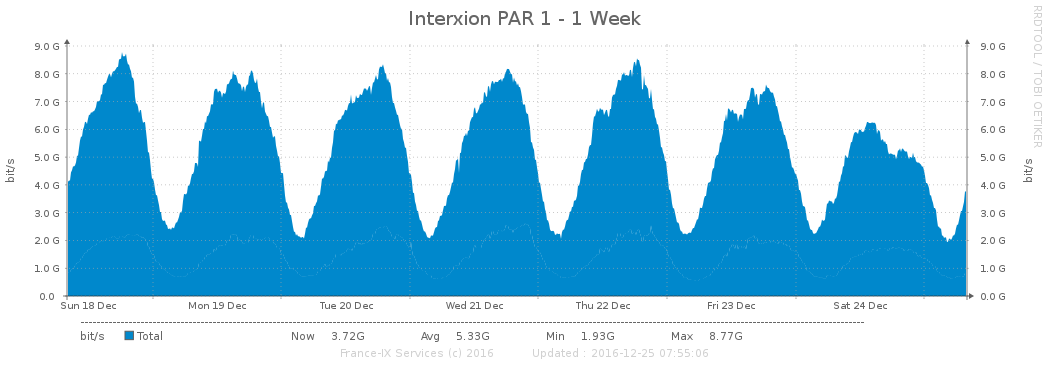 Interxion PAR 1 - 1 Week
RRDTOOL / TOBI OETIKER
9.0 G 9.0 G
8.0 G 8.0 G
7.0 G 7.0 G
6.0 G 6.0 G
5.0 G 5.0 G
4.0 G 4.0 G
3.0 G 3.0 G
2.0 G 2.0 G
1.0 G 1.0 G
0.0 0.0 G
bit/s bit/s
Sun 18 Dec Mon 19 Dec Tue 20 Dec Wed 21 Dec Thu 22 Dec Fri 23 Dec Sat 24 Dec
bit/s Total Now 3.72G Avg 5.33G Min 1.93G Max 8.77G
France-IX Services (c) 2016 Updated : 2016-12-25 07:55:06